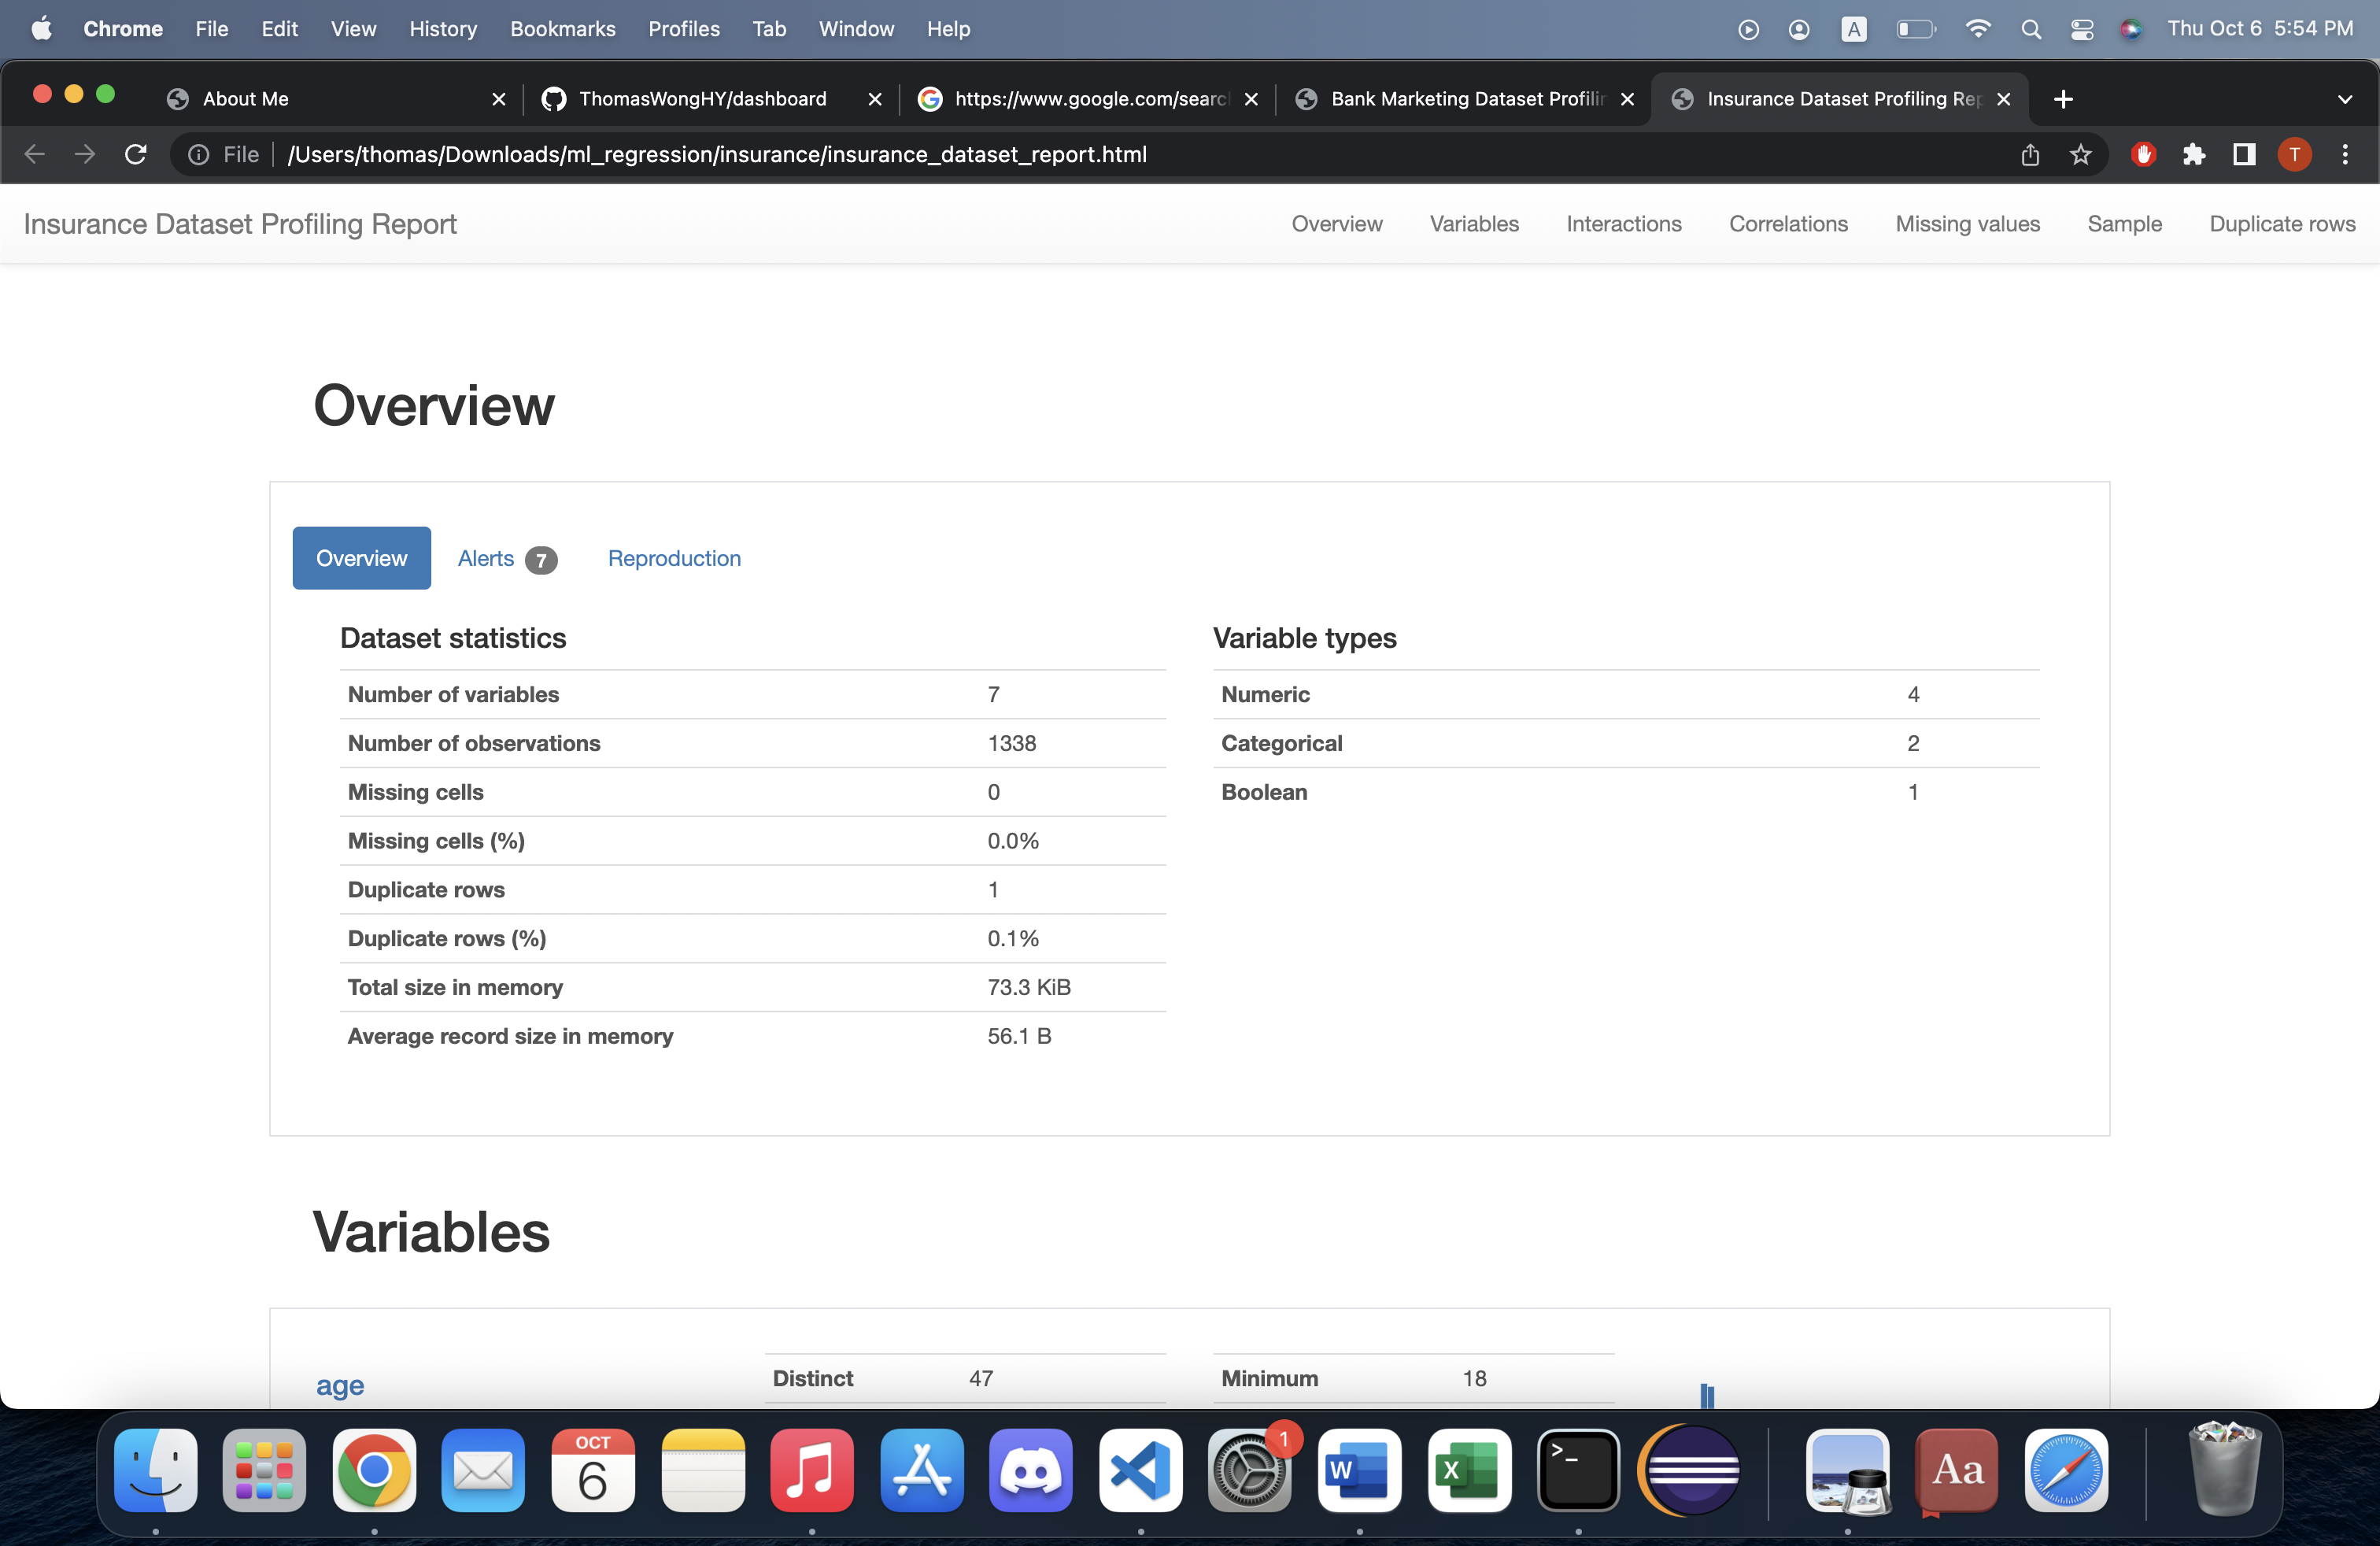 Chrome File Edit View History Bookmarks Profiles Tab Window Help A Thu Oct 6 5:54 PM
About Me ThomasWongHY/dashboard https://www.google.com/searc Bank Marketing Dataset Profilin Insurance Dataset Profiling Rep
File /Users/thomas/Downloads/ml_regression/insurance/insurance_dataset_report.html T
Insurance Dataset Profiling Report Overview Variables Interactions Correlations Missing values Sample Duplicate rows
Overview
Overview Alerts 7 Reproduction
Dataset statistics
Number of variables 7
Number of observations 1338
Missing cells 0
Missing cells (%) 0.0%
Duplicate rows 1
Duplicate rows (%) 0.1%
Total size in memory 73.3 KiB
Average record size in memory 56.1 B
Variable types
Numeric 4
Categorical 2
Boolean 1
Variables
age
Distinct 47
Minimum 18
OCT
6
1
W
X
>_
Aa